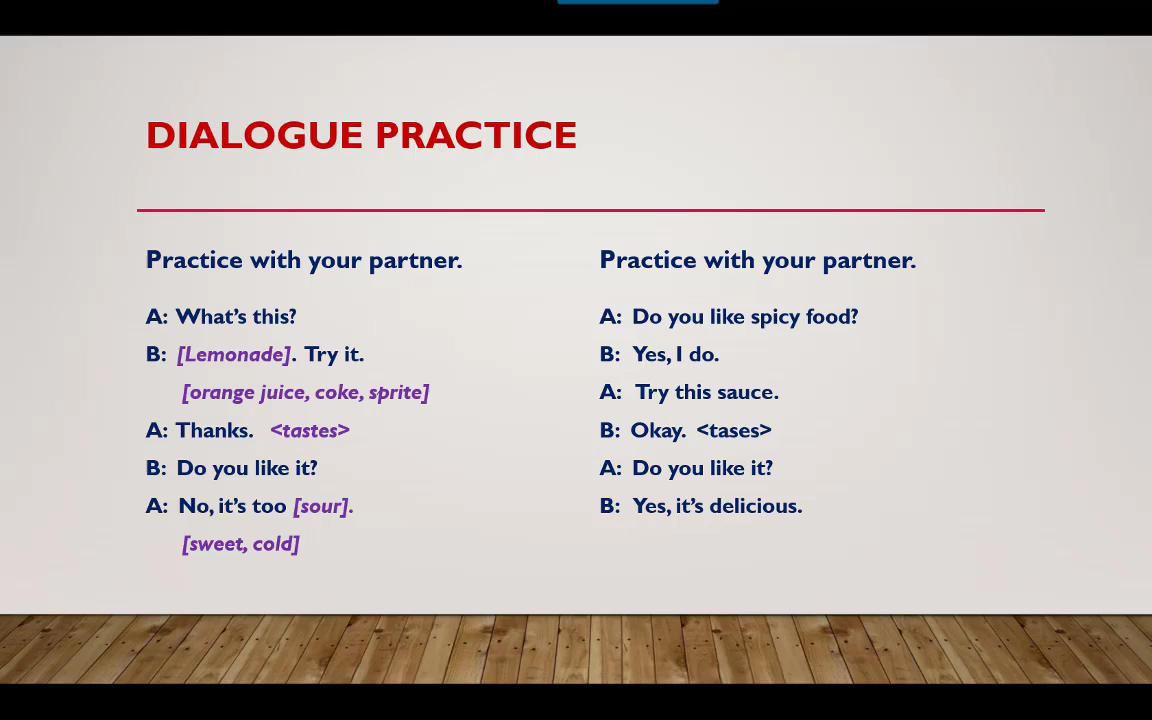 DIALOGUE PRACTICE
Practice with your partner.
A: What's this?
B: [Lemonade]. Try it.
[orange juice, coke, sprite]
A: Thanks. <tastes>
B: Do you like it?
A: No, it's too [sour].
[sweet, cold]
Practice with your partner.
A: Do you like spicy food?
B: Yes, I do.
A: Try this sauce.
B: Okay. <tases>
A: Do you like it?
B: Yes, it's delicious.